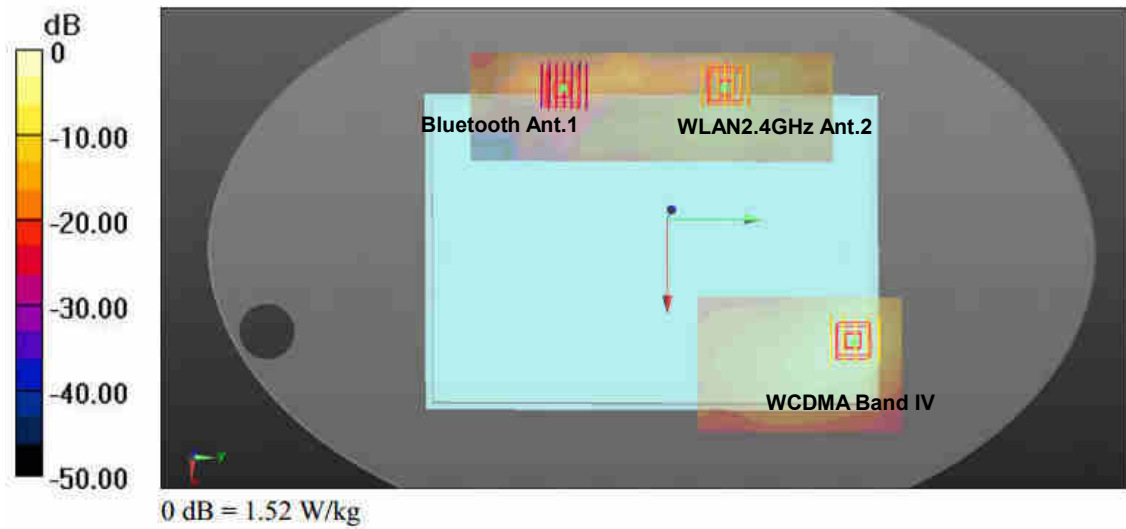 dB
0
-10.00
-20.00
-30.00
-40.00
-50.00
Bluetooth Ant.1
WLAN2.4GHz Ant.2
WCDMA Band IV
y
0 dB = 1.52 W/kg